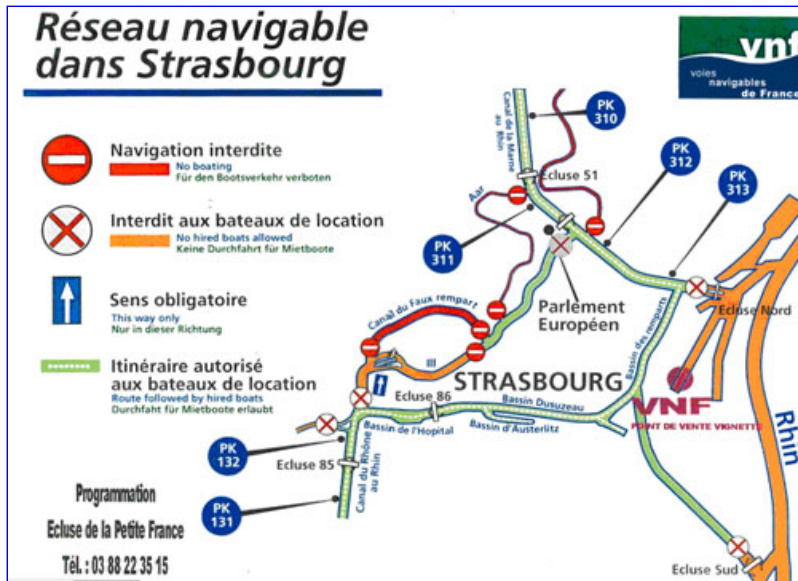 Réseau navigable
dans Strasbourg
vnf
voies
navigables
de France
Navigation interdite
No boating
Für den Bootsverkehr verboten
Interdit aux bateaux de location
No hired boats allowed
Keine Durchfahrt für Mietboote
Sens obligatoire
This way only
Nur in dieser Richtung
Itinéraire autorisé
aux bateaux de location
Route followed by hired boats
Durchfahrt für Mietboote erlaubt
Programmation
Ecluse de la Petite France
Tél. : 03 88 22 35 15
Canal de la Marne
au Rhin
PK
310
Ecluse 51
PK
312
PK
313
Aar
PK
311
Parlement
Européen
Ecluse Nord
Canal du Faux rempart
Ill
STRASBOURG
Bassin des remparts
VNF
POINT DE VENTE VIGNETTE
Rhin
Ecluse 86
Bassin Dusuzeau
Bassin de l'Hopital
Bassin d'Austerlitz
PK
132
Ecluse 85
Canal du Rhône
au Rhin
PK
131
Ecluse Sud